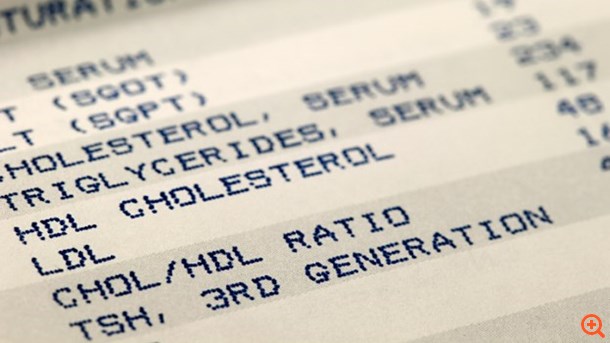 SERUM
T (SGOT) 19
LT (SGPT) 23
CHOLESTEROL, SERUM 234
TRIGLYCERIDES, SERUM 117
HDL CHOLESTEROL 48
LDL
CHOL/HDL RATIO
TSH, 3RD GENERATION